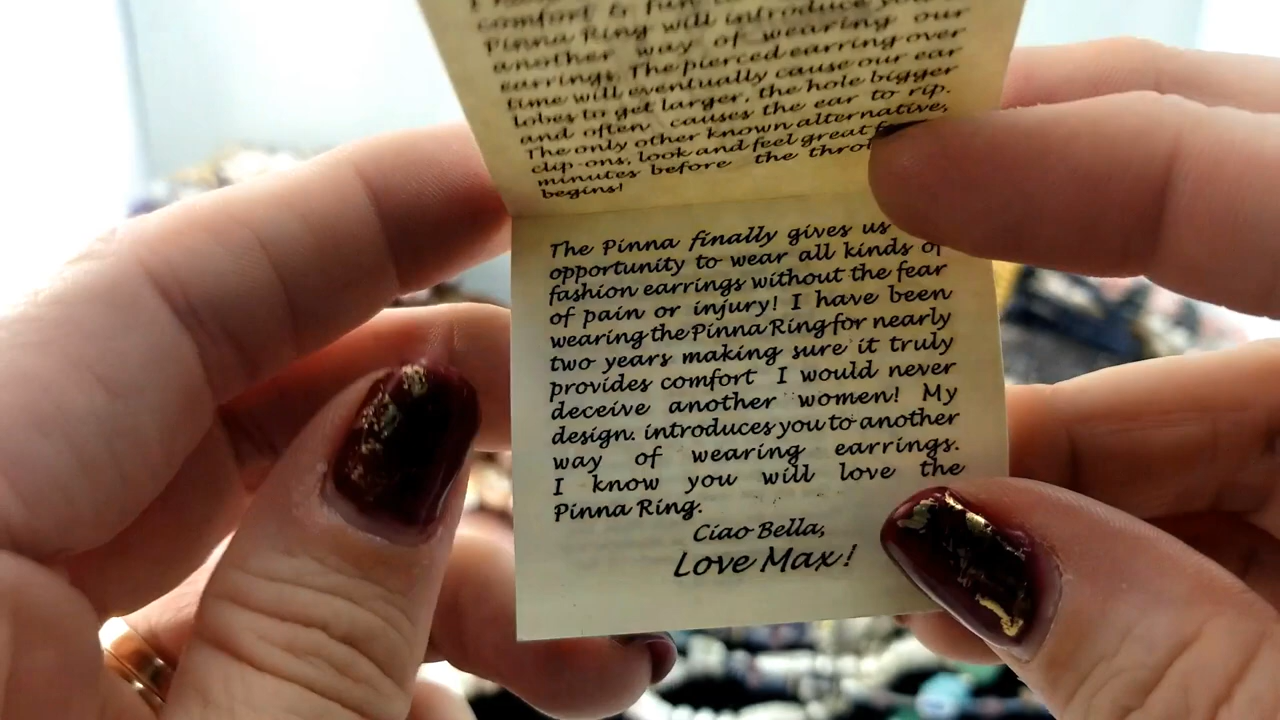 comfort & fun
Pinna Ring will introduce you
another way of wearing our
earrings. The pierced earring over
time will eventually cause our ear
lobes to get larger, the hole bigger
and often causes the ear to rip.
The only other known alternative,
clip-ons, look and feel great
minutes before the
begins!
The Pinna finally gives us
opportunity to wear all kinds of
fashion earrings without the fear
of pain or injury! I have been
wearing the Pinna Ring for nearly
two years making sure it truly
provides comfort I would never
deceive another women! My
design. introduces you to another
way of wearing earrings.
I know you will love the
Pinna Ring.
Ciao Bella,
Love Max!